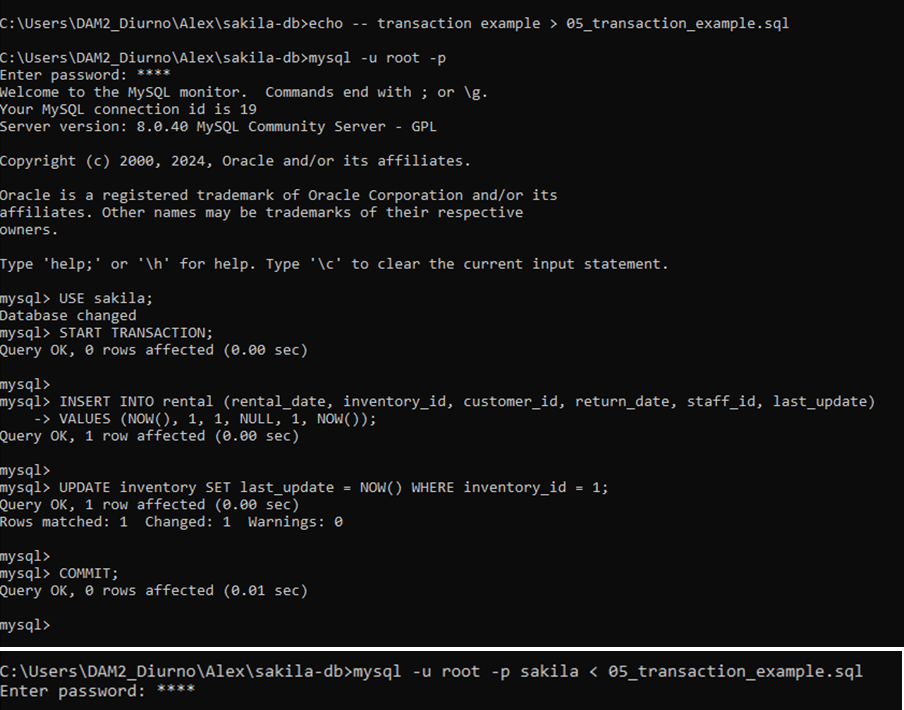 C:\Users\DAM2_Diurno\Alex\sakila-db>echo -- transaction example > 05_transaction_example.sql
C:\Users\DAM2_Diurno\Alex\sakila-db>mysql -u root -p
Enter password: ****
Welcome to the MySQL monitor.  Commands end with ; or \g.
Your MySQL connection id is 19
Server version: 8.0.40 MySQL Community Server - GPL
Copyright (c) 2000, 2024, Oracle and/or its affiliates.
Oracle is a registered trademark of Oracle Corporation and/or its
affiliates. Other names may be trademarks of their respective
owners.
Type 'help;' or '\h' for help. Type '\c' to clear the current input statement.
mysql> USE sakila;
Database changed
mysql> START TRANSACTION;
Query OK, 0 rows affected (0.00 sec)
mysql>
mysql> INSERT INTO rental (rental_date, inventory_id, customer_id, return_date, staff_id, last_update)
    -> VALUES (NOW(), 1, 1, NULL, 1, NOW());
Query OK, 1 row affected (0.00 sec)
mysql>
mysql> UPDATE inventory SET last_update = NOW() WHERE inventory_id = 1;
Query OK, 1 row affected (0.00 sec)
Rows matched: 1  Changed: 1  Warnings: 0
mysql>
mysql> COMMIT;
Query OK, 0 rows affected (0.01 sec)
mysql>
C:\Users\DAM2_Diurno\Alex\sakila-db>mysql -u root -p sakila < 05_transaction_example.sql
Enter password: ****